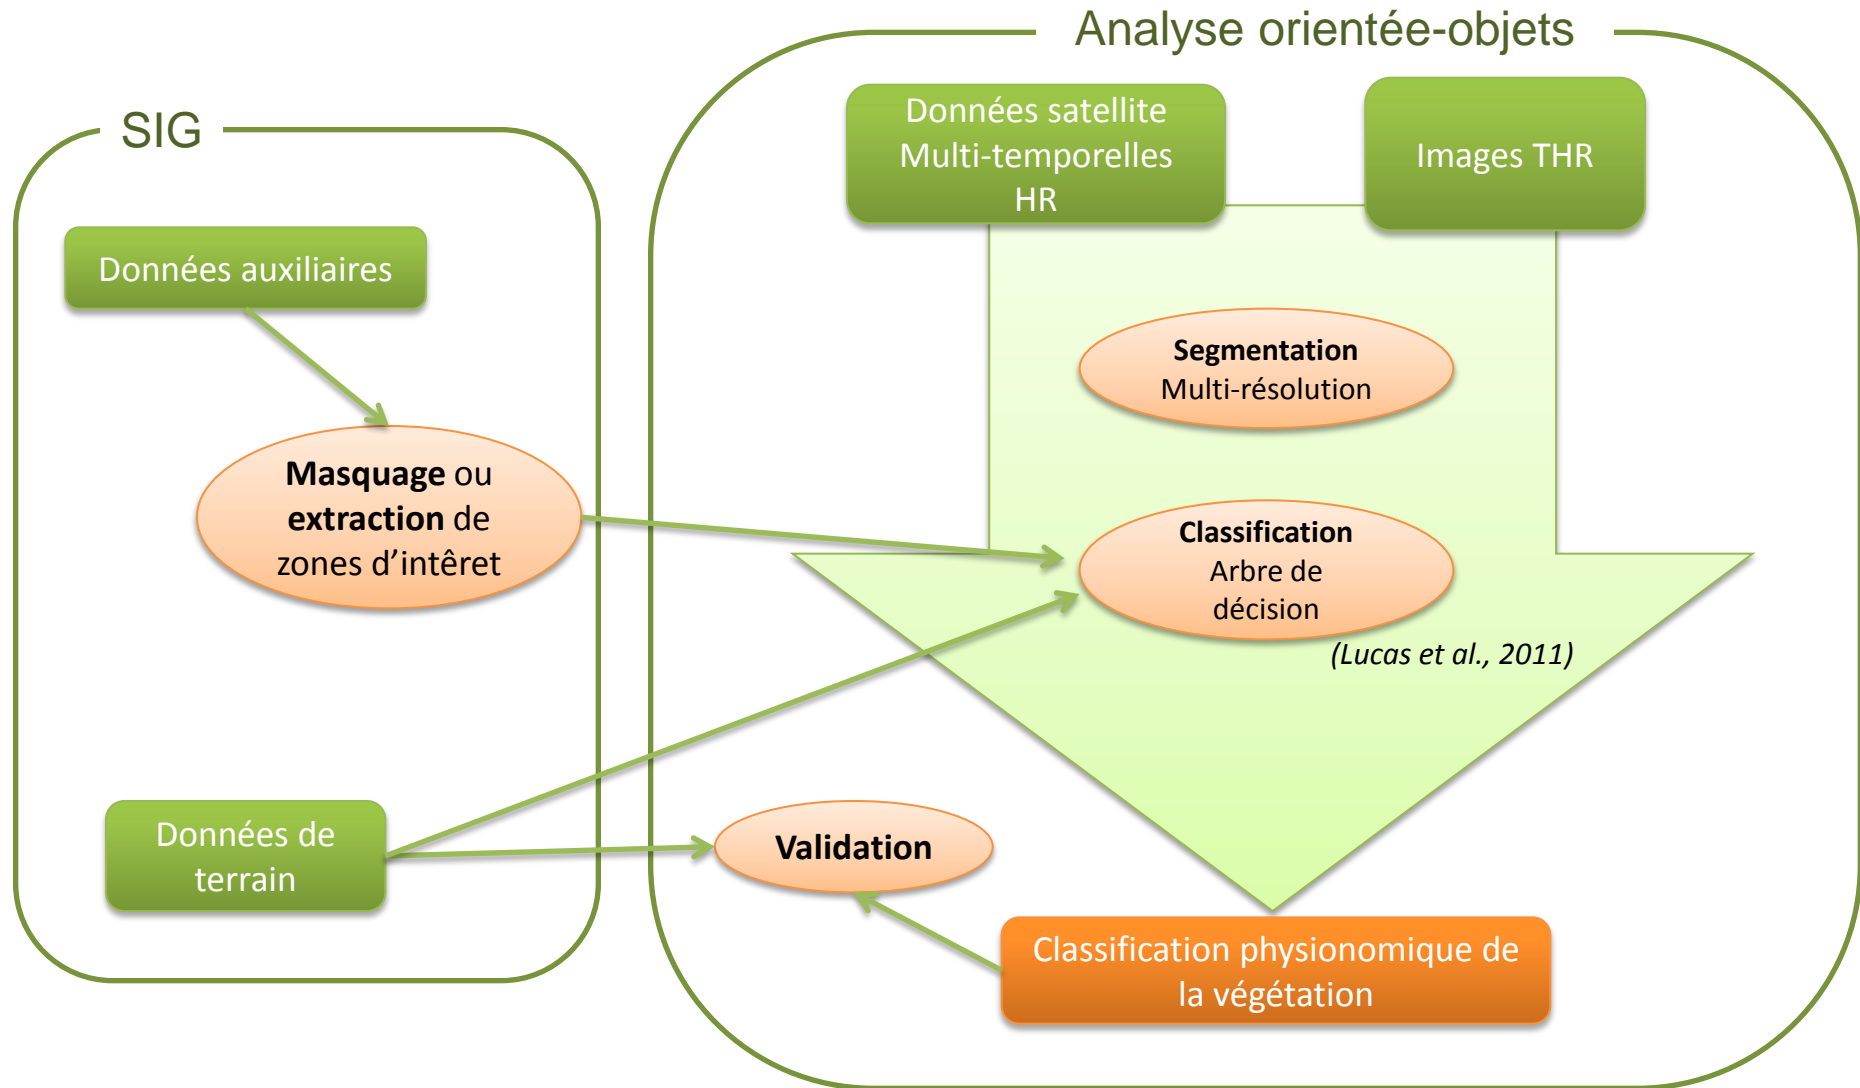 Analyse orientée-objets
SIG
Données satellite
Multi-temporelles
HR
Images THR
Données auxiliaires
Segmentation
Multi-résolution
Masquage ou
extraction de
zones d'intêret
Classification
Arbre de
décision
(Lucas et al., 2011)
Données de
terrain
Validation
Classification physionomique de
la végétation